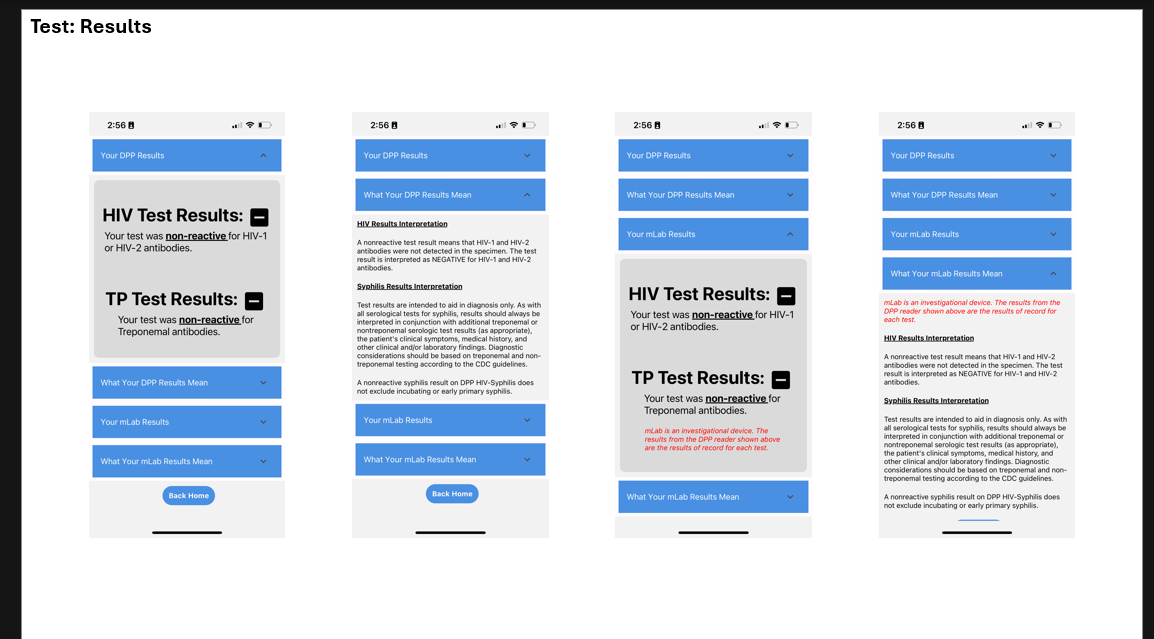 Test: Results
2:56
Your DPP Results
HIV Test Results:
Your test was non-reactive for HIV-1
or HIV-2 antibodies.
TP Test Results:
Your test was non-reactive for
Treponemal antibodies.
What Your DPP Results Mean
Your mLab Results
What Your mLab Results Mean
Back Home
2:56
Your DPP Results
What Your DPP Results Mean
HIV Results Interpretation
A nonreactive test result means that HIV-1 and HIV-2
antibodies were not detected in the specimen. The test
result is interpreted as NEGATIVE for HIV-1 and HIV-2
antibodies.
Syphilis Results Interpretation
Test results are intended to aid in diagnosis only. As with
all serological tests for syphilis, results should always be
interpreted in conjunction with additional treponemal or
nontreponemal serologic test results (as appropriate),
the patient's clinical symptoms, medical history, and
other clinical and/or laboratory findings. Diagnostic
considerations should be based on treponemal and non-
treponemal testing according to the CDC guidelines.
A nonreactive syphilis result on DPP HIV-Syphilis does
not exclude incubating or early primary syphilis.
Your mLab Results
What Your mLab Results Mean
Back Home
2:56
Your DPP Results
What Your DPP Results Mean
Your mLab Results
HIV Test Results:
Your test was non-reactive for HIV-1
or HIV-2 antibodies.
TP Test Results:
Your test was non-reactive for
Treponemal antibodies.
mLab is an investigational device. The
results from the DPP reader shown above
are the results of record for each test.
What Your mLab Results Mean
2:56
Your DPP Results
What Your DPP Results Mean
Your mLab Results
What Your mLab Results Mean
mLab is an investigational device. The results from the
DPP reader shown above are the results of record for
each test.
HIV Results Interpretation
A nonreactive test result means that HIV-1 and HIV-2
antibodies were not detected in the specimen. The test
result is interpreted as NEGATIVE for HIV-1 and HIV-2
antibodies.
Syphilis Results Interpretation
Test results are intended to aid in diagnosis only. As with
all serological tests for syphilis, results should always be
interpreted in conjunction with additional treponemal or
nontreponemal serologic test results (as appropriate),
the patient's clinical symptoms, medical history, and
other clinical and/or laboratory findings. Diagnostic
considerations should be based on treponemal and non-
treponemal testing according to the CDC guidelines.
A nonreactive syphilis result on DPP HIV-Syphilis does
not exclude incubating or early primary syphilis.